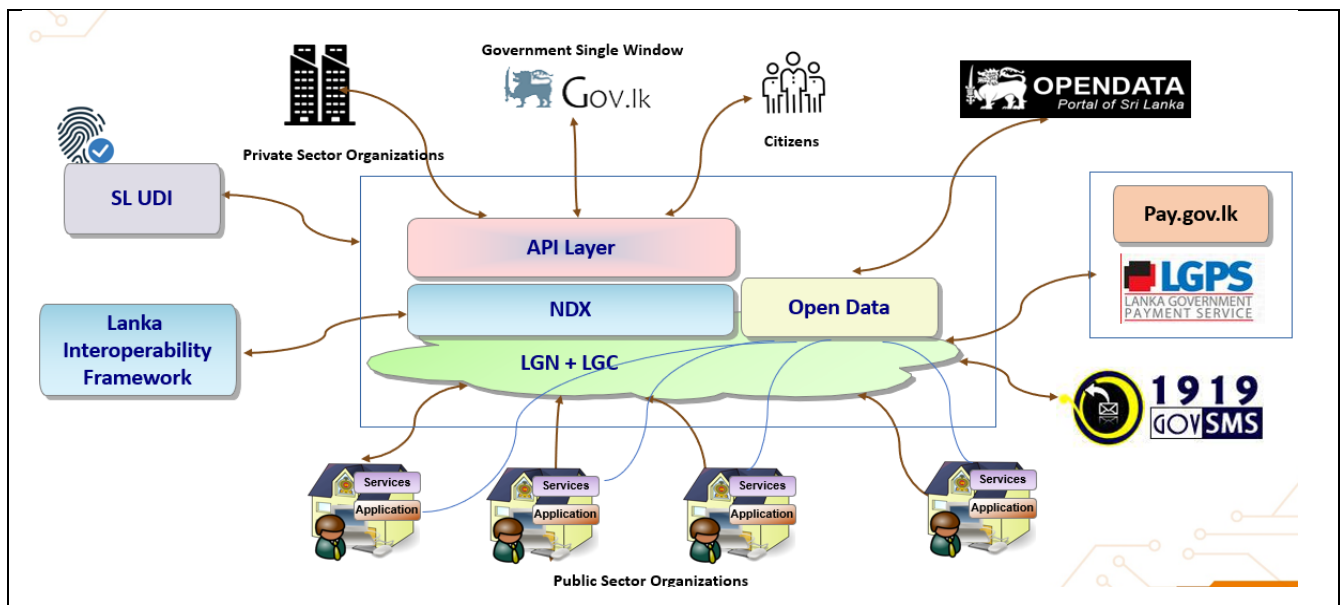 Government Single Window
Gov.lk
OPENDATA
Portal of Sri Lanka
Private Sector Organizations
Citizens
SL UDI
Pay.gov.lk
API Layer
LGPS
LANKA GOVERNMENT
PAYMENT SERVICE
NDX
Open Data
Lanka
Interoperability
Framework
LGN + LGC
1919
GOVSMS
Services
Application
Services
Application
Services
Application
Services
Application
Public Sector Organizations